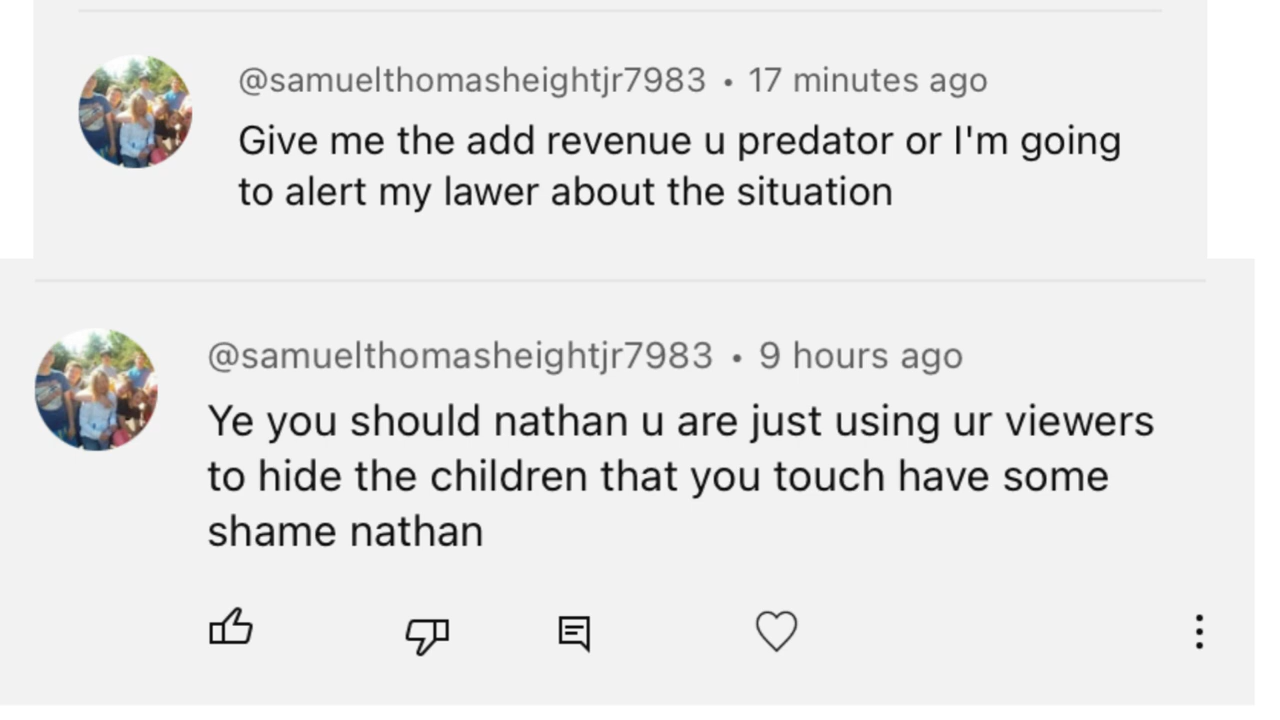 @samuelthomasheightjr7983 • 17 minutes ago
Give me the add revenue u predator or I'm going
to alert my lawer about the situation
@samuelthomasheightjr7983 • 9 hours ago
Ye you should nathan u are just using ur viewers
to hide the children that you touch have some
shame nathan